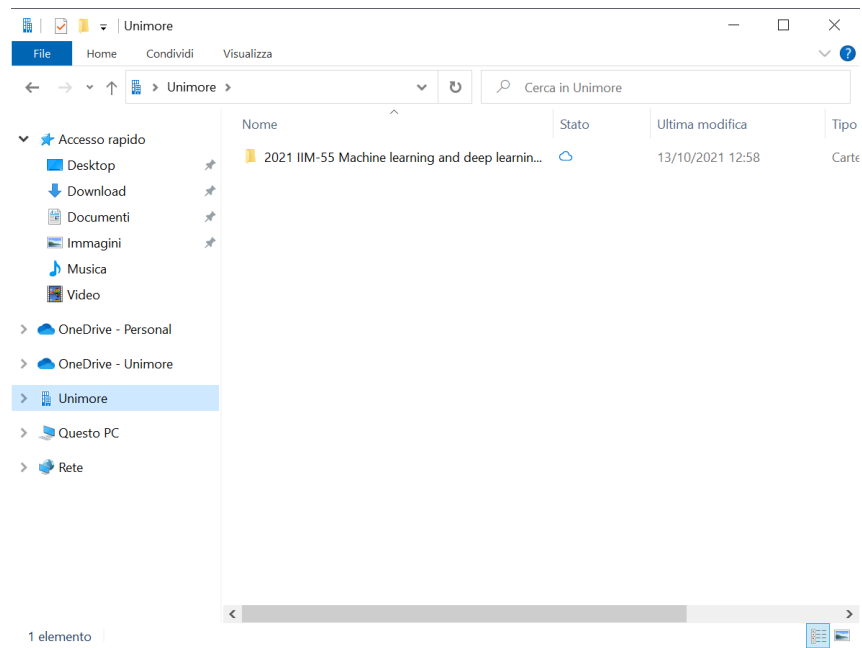 Unimore
File Home Condividi Visualizza
Unimore
Cerca in Unimore
Nome Stato Ultima modifica Tipo
2021 IIM-55 Machine learning and deep learnin... 13/10/2021 12:58 Carte
Accesso rapido
Desktop
Download
Documenti
Immagini
Musica
Video
OneDrive - Personal
OneDrive - Unimore
Unimore
Questo PC
Rete
1 elemento